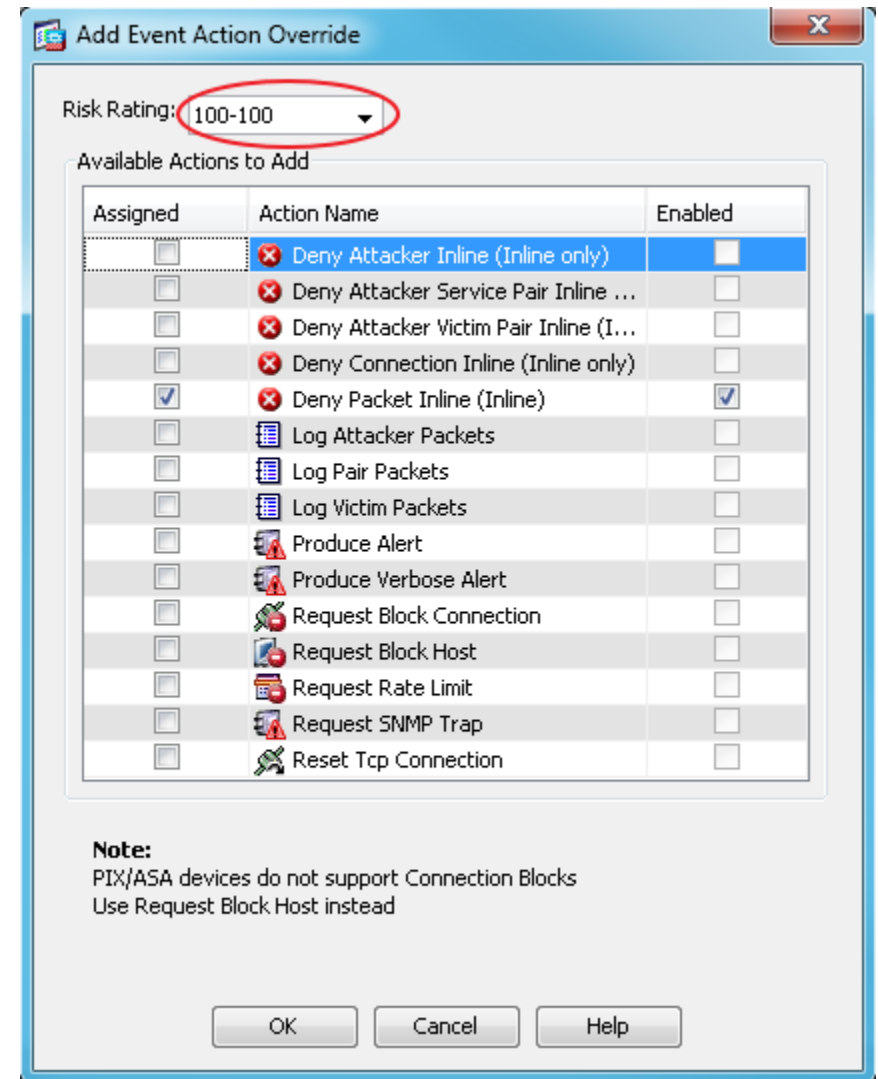 Add Event Action Override
Risk Rating: 100-100
Available Actions to Add
Assigned Action Name Enabled
Deny Attacker Inline (Inline only)
Deny Attacker Service Pair Inline ...
Deny Attacker Victim Pair Inline (I...
Deny Connection Inline (Inline only)
Deny Packet Inline (Inline)
Log Attacker Packets
Log Pair Packets
Log Victim Packets
Produce Alert
Produce Verbose Alert
Request Block Connection
Request Block Host
Request Rate Limit
Request SNMP Trap
Reset Tcp Connection
Note:
PIX/ASA devices do not support Connection Blocks
Use Request Block Host instead
OK Cancel Help